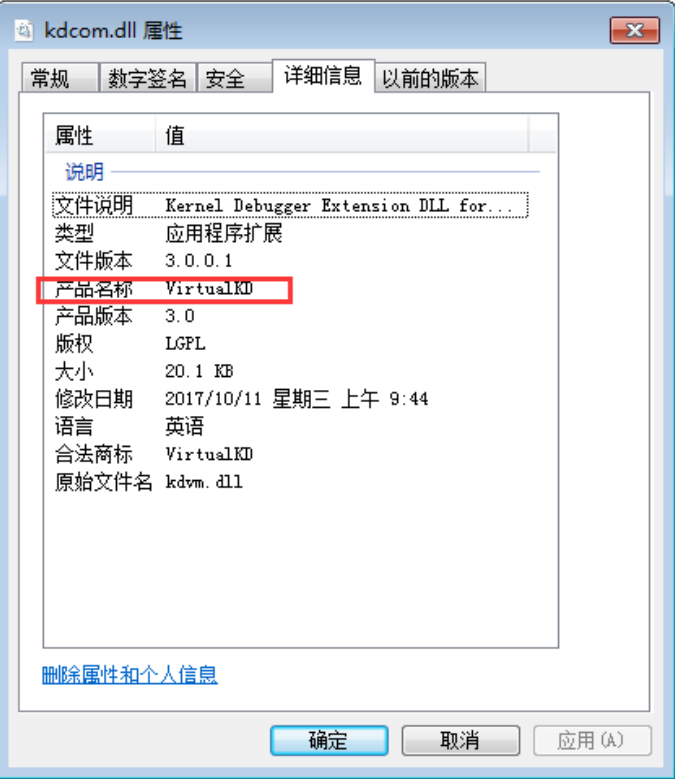 kdcom.dll 属性
常规 数字签名 安全 详细信息 以前的版本
属性 值
说明
文件说明 Kernel Debugger Extension DLL for...
类型 应用程序扩展
文件版本 3.0.0.1
产品名称 VirtualKD
产品版本 3.0
版权 LGPL
大小 20.1 KB
修改日期 2017/10/11 星期三 上午 9:44
语言 英语
合法商标 VirtualKD
原始文件名 kdvm.dll
删除属性和个人信息
确定 取消 应用(A)